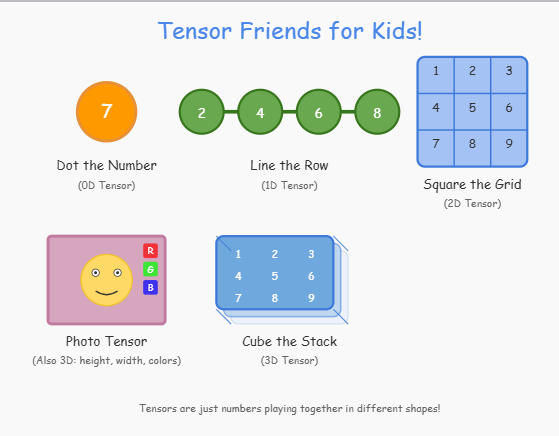 Tensor Friends for Kids!
7
2 4 6 8
1 2 3
4 5 6
7 8 9
Dot the Number
(0D Tensor)
Line the Row
(1D Tensor)
Square the Grid
(2D Tensor)
R
G
B
1 2 3
4 5 6
7 8 9
Photo Tensor
(Also 3D: height, width, colors)
Cube the Stack
(3D Tensor)
Tensors are just numbers playing together in different shapes!